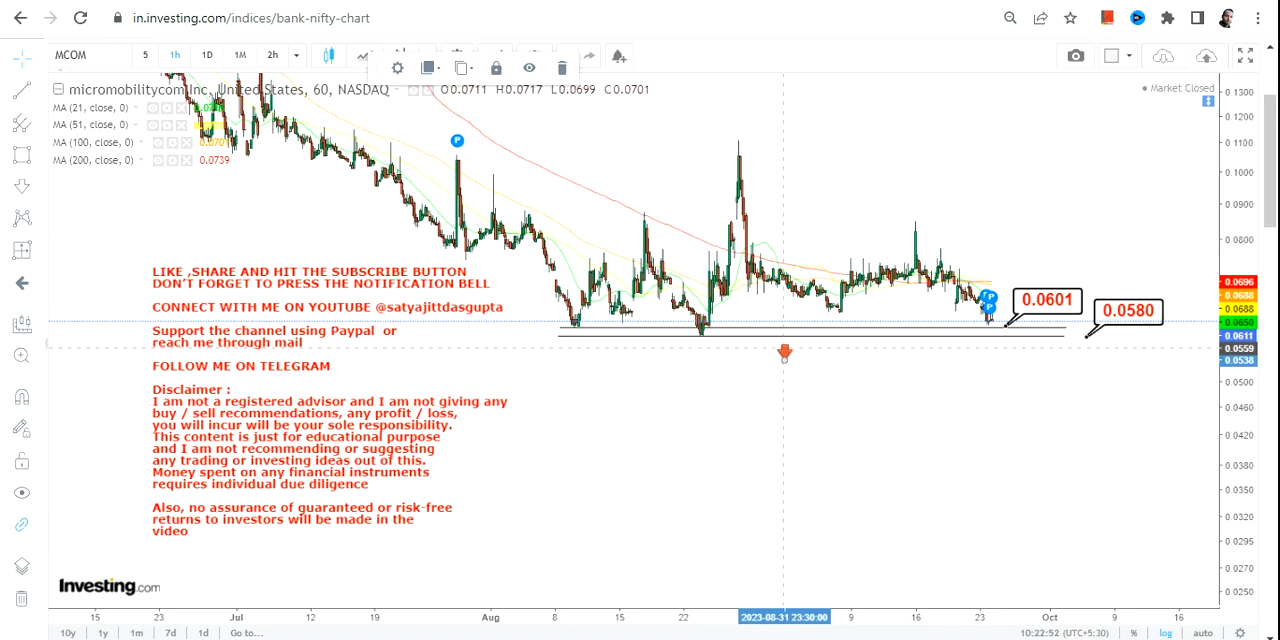 in.investing.com/indices/bank-nifty-chart
MCOM
5
1h
1D
1M
2h
micromobilitycom Inc., United States, 60, NASDAQ
O0.0711 H0.0717 L0.0699 C0.0701
Market Closed
MA (21, close, 0)
MA (51, close, 0)
MA (100, close, 0)
MA (200, close, 0) 0.0739
LIKE ,SHARE AND HIT THE SUBSCRIBE BUTTON
DON'T FORGET TO PRESS THE NOTIFICATION BELL
CONNECT WITH ME ON YOUTUBE @satyajittdasgupta
Support the channel using Paypal or
reach me through mail
FOLLOW ME ON TELEGRAM
Disclaimer :
I am not a registered advisor and I am not giving any
buy / sell recommendations, any profit / loss,
you will incur will be your sole responsibility.
This content is just for educational purpose
and I am not recommending or suggesting
any trading or investing ideas out of this.
Money spent on any financial instruments
requires individual due diligence
Also, no assurance of guaranteed or risk-free
returns to investors will be made in the
video
P
P
P
0.0601
0.0580
0.1300
0.1200
0.1100
0.1000
0.0900
0.0800
0.0696
0.0688
0.0688
0.0650
0.0611
0.0559
0.0538
0.0500
0.0460
0.0420
0.0380
0.0350
0.0320
0.0295
0.0270
0.0250
Investing.com
15
23
Jul
12
19
Aug
8
15
22
2023-08-31 23:30:00
9
16
23
Oct
9
16
10y
1y
1m
7d
1d
Go to...
10:22:52 (UTC+5:30)
%
log
auto